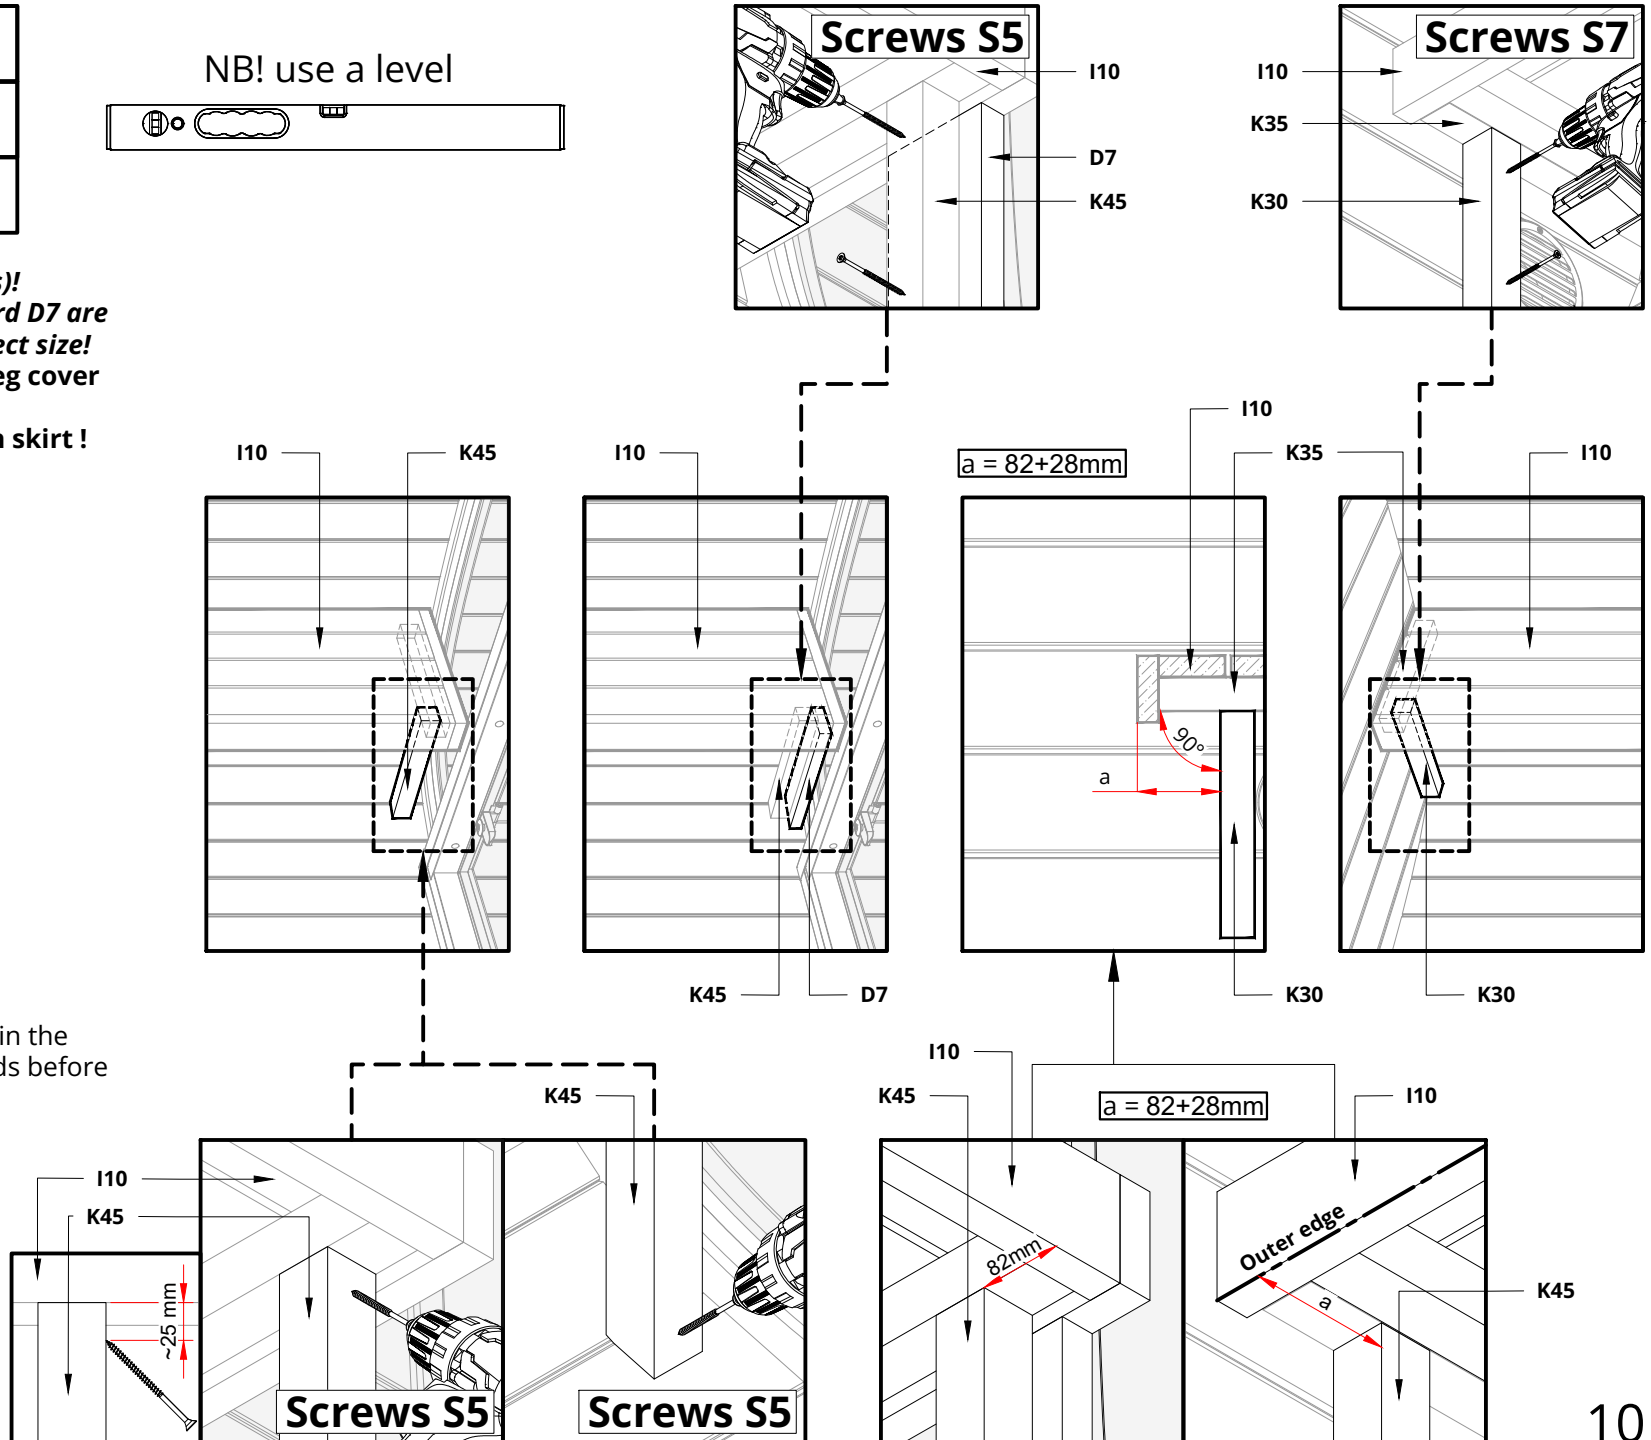 NB! use a level
Screws S5
I10
D7
K45
Screws S7
I10
K35
K30
s)!
rd D7 are
ect size!
eg cover
n skirt !
I10
K45
I10
a = 82+28mm
I10
K35
I10
90°
a
K45
D7
K30
K30
in the
ds before
K45
I10
K45
a = 82+28mm
I10
I10
K45
~25 mm
Screws S5
Screws S5
82mm
Outer edge
a
K45
10